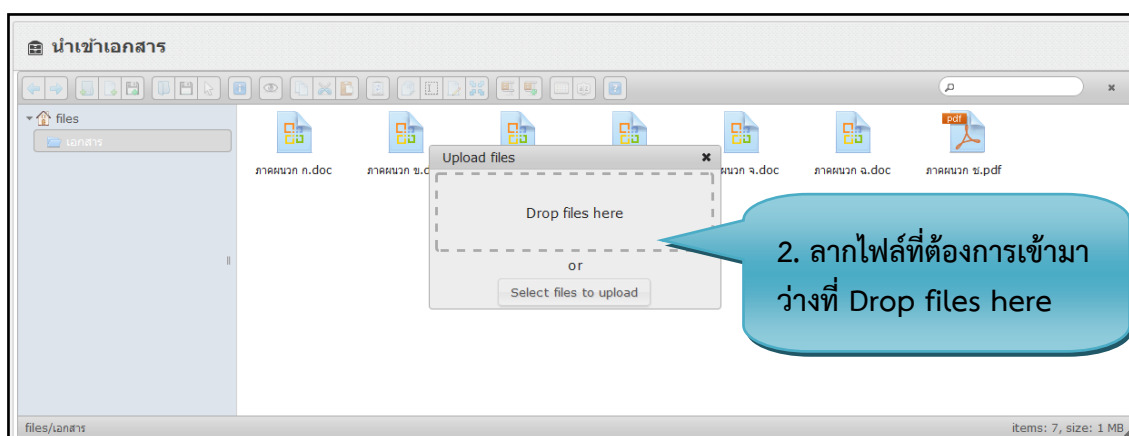 นำเข้าเอกสาร
files
เอกสาร
pdf
ภาคผนวก ก.doc
ภาคผนวก ข.d
ผนวก จ.doc
ภาคผนวก ฉ.doc
ภาคผนวก ช.pdf
Upload files
Drop files here
or
Select files to upload
2. ลากไฟล์ที่ต้องการเข้ามา
ว่างที่ Drop files here
files/เอกสาร
items: 7, size: 1 MB